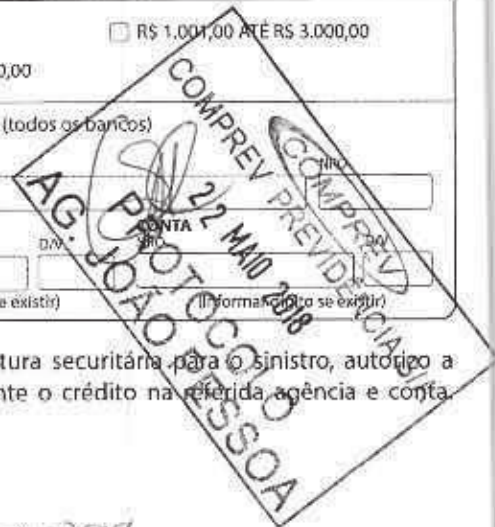 ☐ R$ 1.001,00 ATÉ R$ 3.000,00
0,00
(todos os bancos)
NRO
CONTA
D/V
NRO
D/V
e existir)
(Informar dígito se existir)
tura securitária para o sinistro, autorizo a
nte o crédito na referida agência e conta.
COMPREV PREVIDÊNCIA S/A
COMPREV
22 MAIO 2018
PROTOCOLO
AG. JOÃO PESSOA